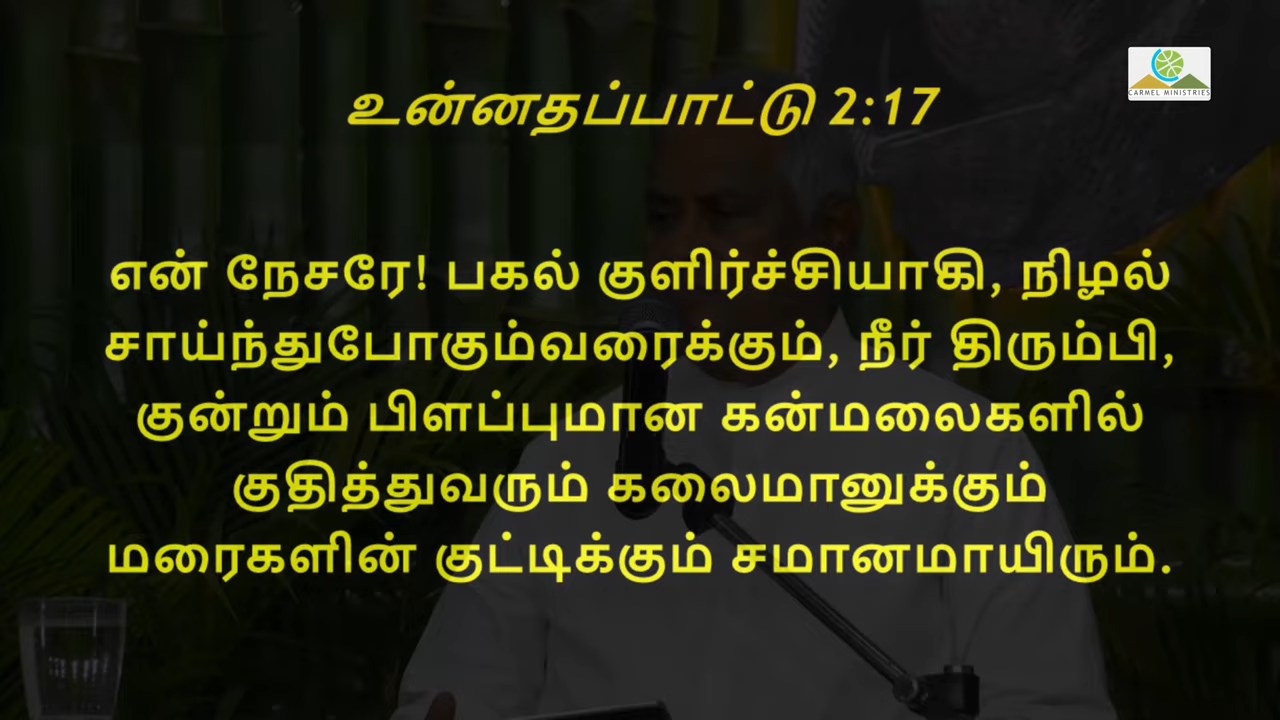 உன்னதப்பாட்டு 2:17
CARMEL MINISTRIES
என் நேசரே! பகல் குளிர்ச்சியாகி, நிழல்
சாய்ந்துபோகும்வரைக்கும், நீர் திரும்பி,
குன்றும் பிளப்புமான கன்மலைகளில்
குதித்துவரும் கலைமானுக்கும்
மரைகளின் குட்டிக்கும் சமானமாயிரும்.